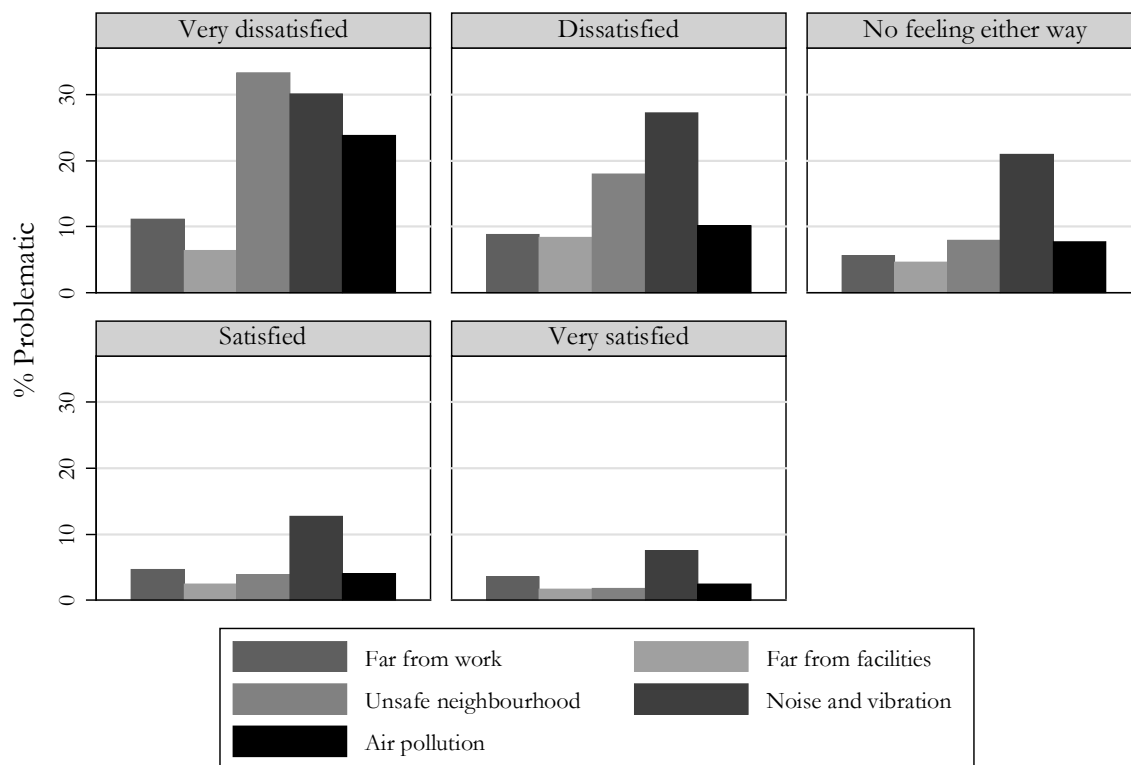 Very dissatisfied
Dissatisfied
No feeling either way
30
20
10
0
% Problematic
Satisfied
Very satisfied
30
20
10
0
Far from work
Far from facilities
Unsafe neighbourhood
Noise and vibration
Air pollution